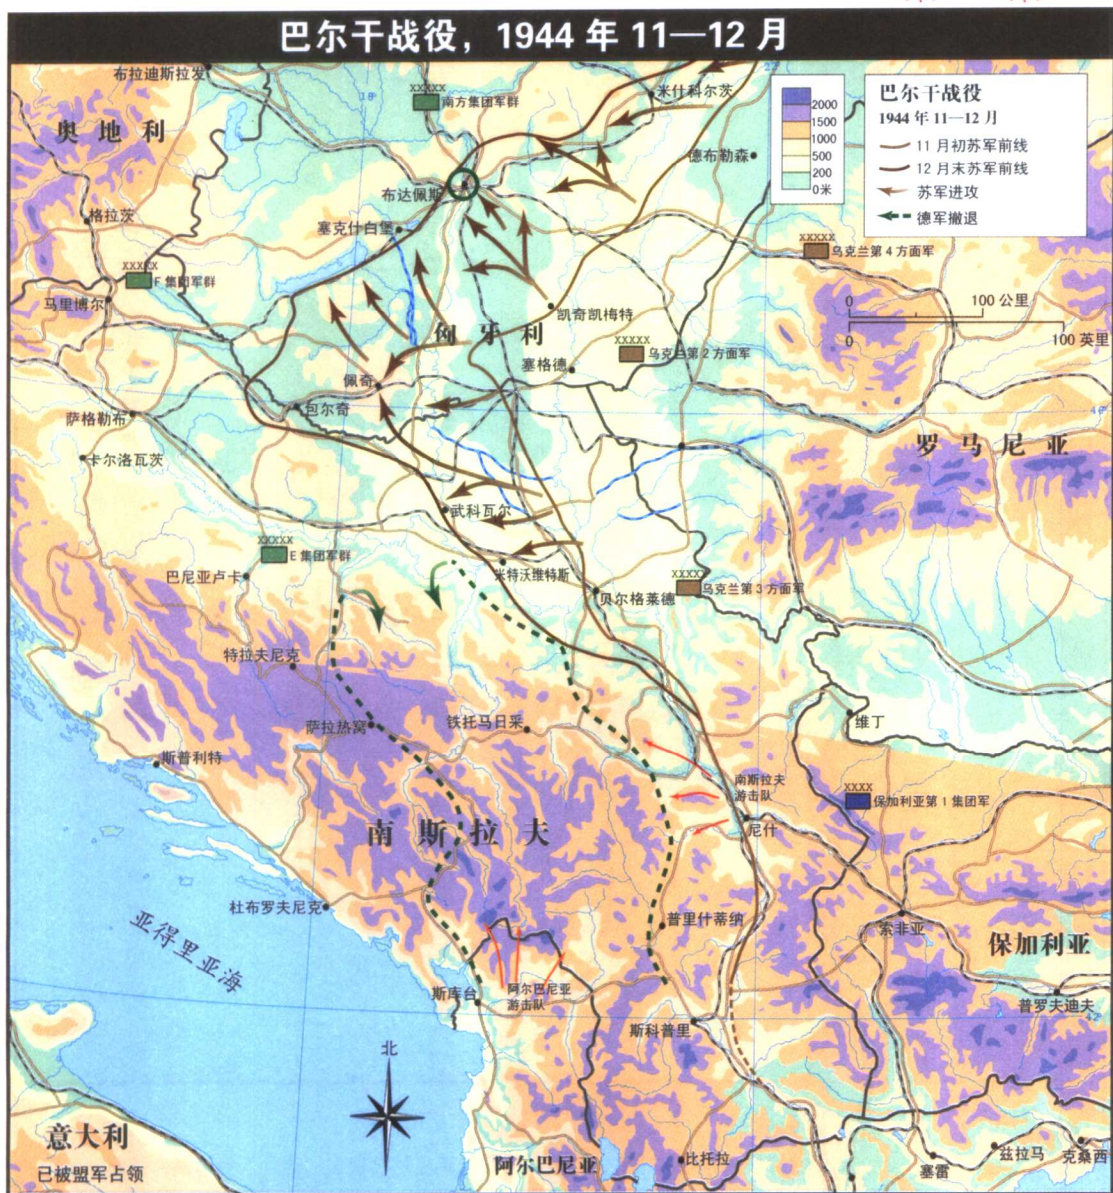 巴尔干战役，1944 年 11—12 月
布拉迪斯拉发
XXXXX
南方集团军群
米什科尔茨
奥地利
德布勒森
2000
1500
1000
500
200
0米
巴尔干战役
1944 年 11—12 月
11 月初苏军前线
12 月末苏军前线
苏军进攻
德军撤退
布达佩斯
格拉茨
塞克什白堡
XXXXX
乌克兰第4方面军
XXXXX
F 集团军群
马里博尔
凯奇凯梅特
0 100 公里
0 100 英里
匈牙利
XXXXX
乌克兰第2方面军
塞格德
佩奇
包尔奇
萨格勒布
罗马尼亚
卡尔洛瓦茨
武科瓦尔
XXXXX
E 集团军群
巴尼亚卢卡
米特沃维特斯
XXXXX
乌克兰第3方面军
贝尔格莱德
特拉夫尼克
萨拉热窝
铁托马日采
维丁
斯普利特
南斯拉夫
游击队
XXXX
保加利亚第1集团军
尼什
南斯拉夫
杜布罗夫尼克
普里什蒂纳
索非亚
亚得里亚海
保加利亚
斯库台
阿尔巴尼亚
游击队
普罗夫迪夫
斯科普里
42
北
意大利
已被盟军占领
阿尔巴尼亚
比托拉
塞雷
兹拉马
克桑西